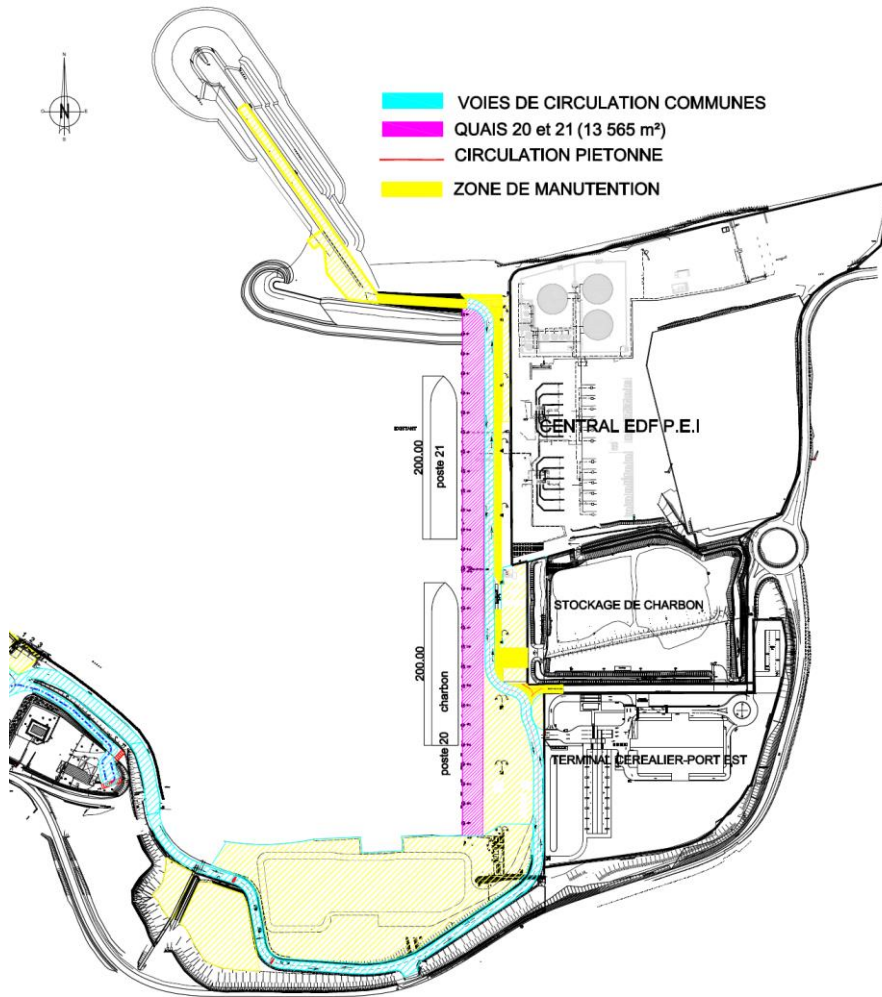 N
VOIES DE CIRCULATION COMMUNES
QUAIS 20 et 21 (13 565 m²)
CIRCULATION PIETONNE
ZONE DE MANUTENTION
CENTRAL EDF P.E.I
EXISTANT
200.00
poste 21
STOCKAGE DE CHARBON
200.00
poste 20 charbon
TERMINAL CEREALIER-PORT EST